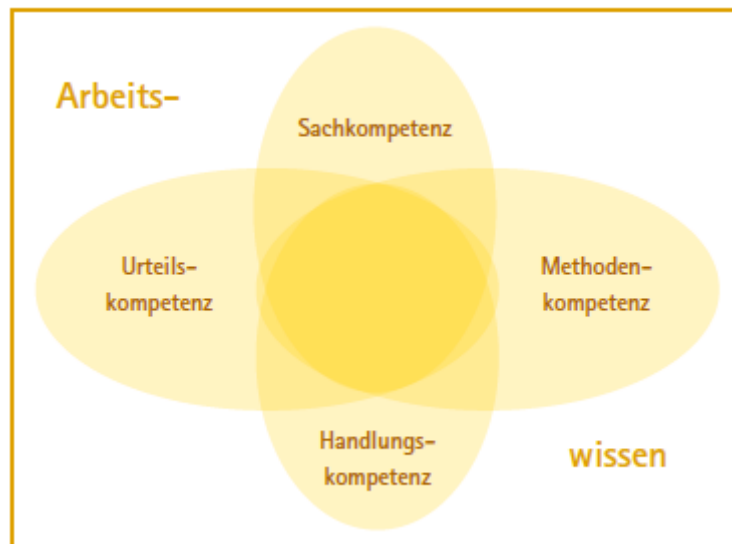 Arbeits-
Sachkompetenz
Urteils-
kompetenz
Methoden-
kompetenz
Handlungs-
kompetenz
wissen